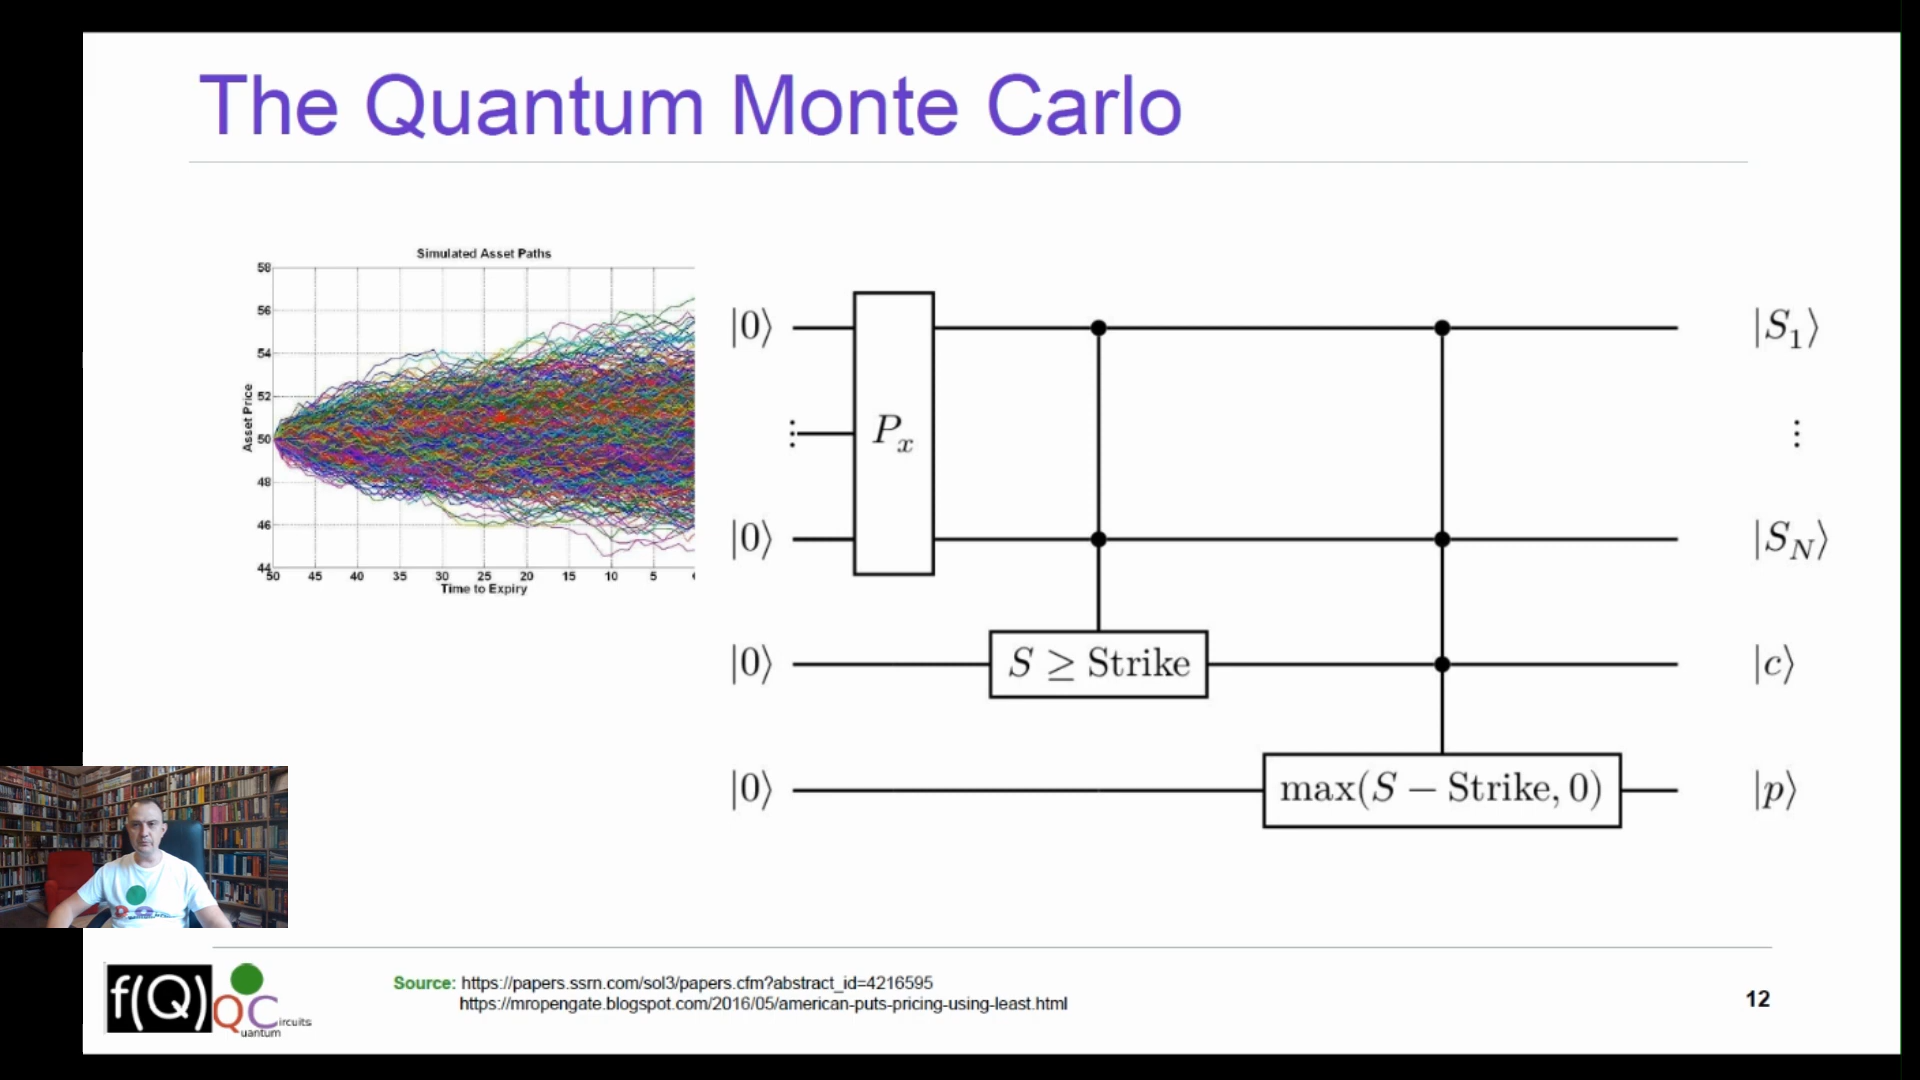 The Quantum Monte Carlo
Simulated Asset Paths
58
56
54
52
50
48
46
44
Asset Price
50 45 40 35 30 25 20 15 10 5
Time to Expiry
|0⟩
⋮
|0⟩
|0⟩
|0⟩
Pₓ
S ≥ Strike
max(S − Strike, 0)
|S₁⟩
⋮
|S_N⟩
|c⟩
|p⟩
f(Q)
QC
ircuits
uantum
Source: https://papers.ssrn.com/sol3/papers.cfm?abstract_id=4216595
https://mropengate.blogspot.com/2016/05/american-puts-pricing-using-least.html
12